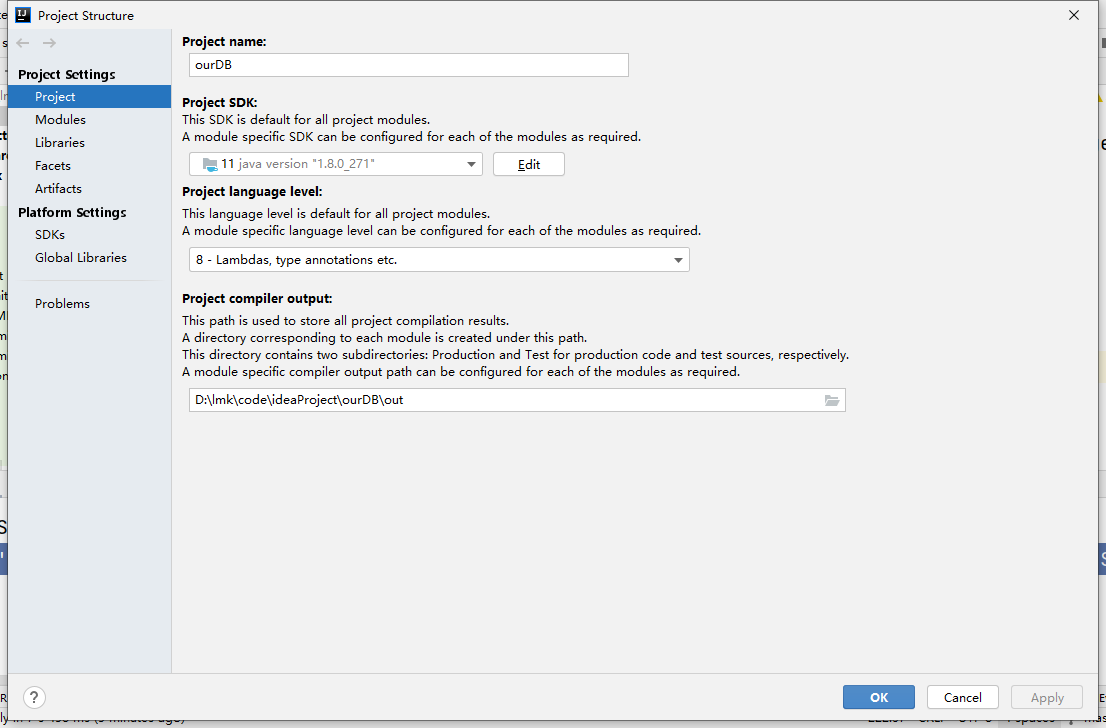 Project Structure
Project name:
ourDB
Project Settings
Project
Modules
Libraries
Facets
Artifacts
Platform Settings
SDKs
Global Libraries
Problems
Project SDK:
This SDK is default for all project modules.
A module specific SDK can be configured for each of the modules as required.
11 java version "1.8.0_271"
Edit
Project language level:
This language level is default for all project modules.
A module specific language level can be configured for each of the modules as required.
8 - Lambdas, type annotations etc.
Project compiler output:
This path is used to store all project compilation results.
A directory corresponding to each module is created under this path.
This directory contains two subdirectories: Production and Test for production code and test sources, respectively.
A module specific compiler output path can be configured for each of the modules as required.
D:\lmk\code\ideaProject\ourDB\out
?
OK
Cancel
Apply